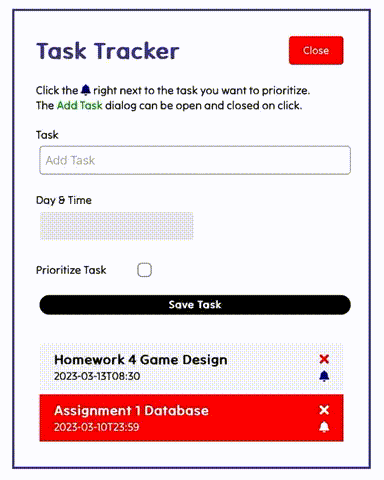 Task Tracker
Close
Click the right next to the task you want to prioritize.
The Add Task dialog can be open and closed on click.
Task
Add Task
Day & Time
Prioritize Task
Save Task
Homework 4 Game Design
2023-03-13T08:30
Assignment 1 Database
2023-03-10T23:59